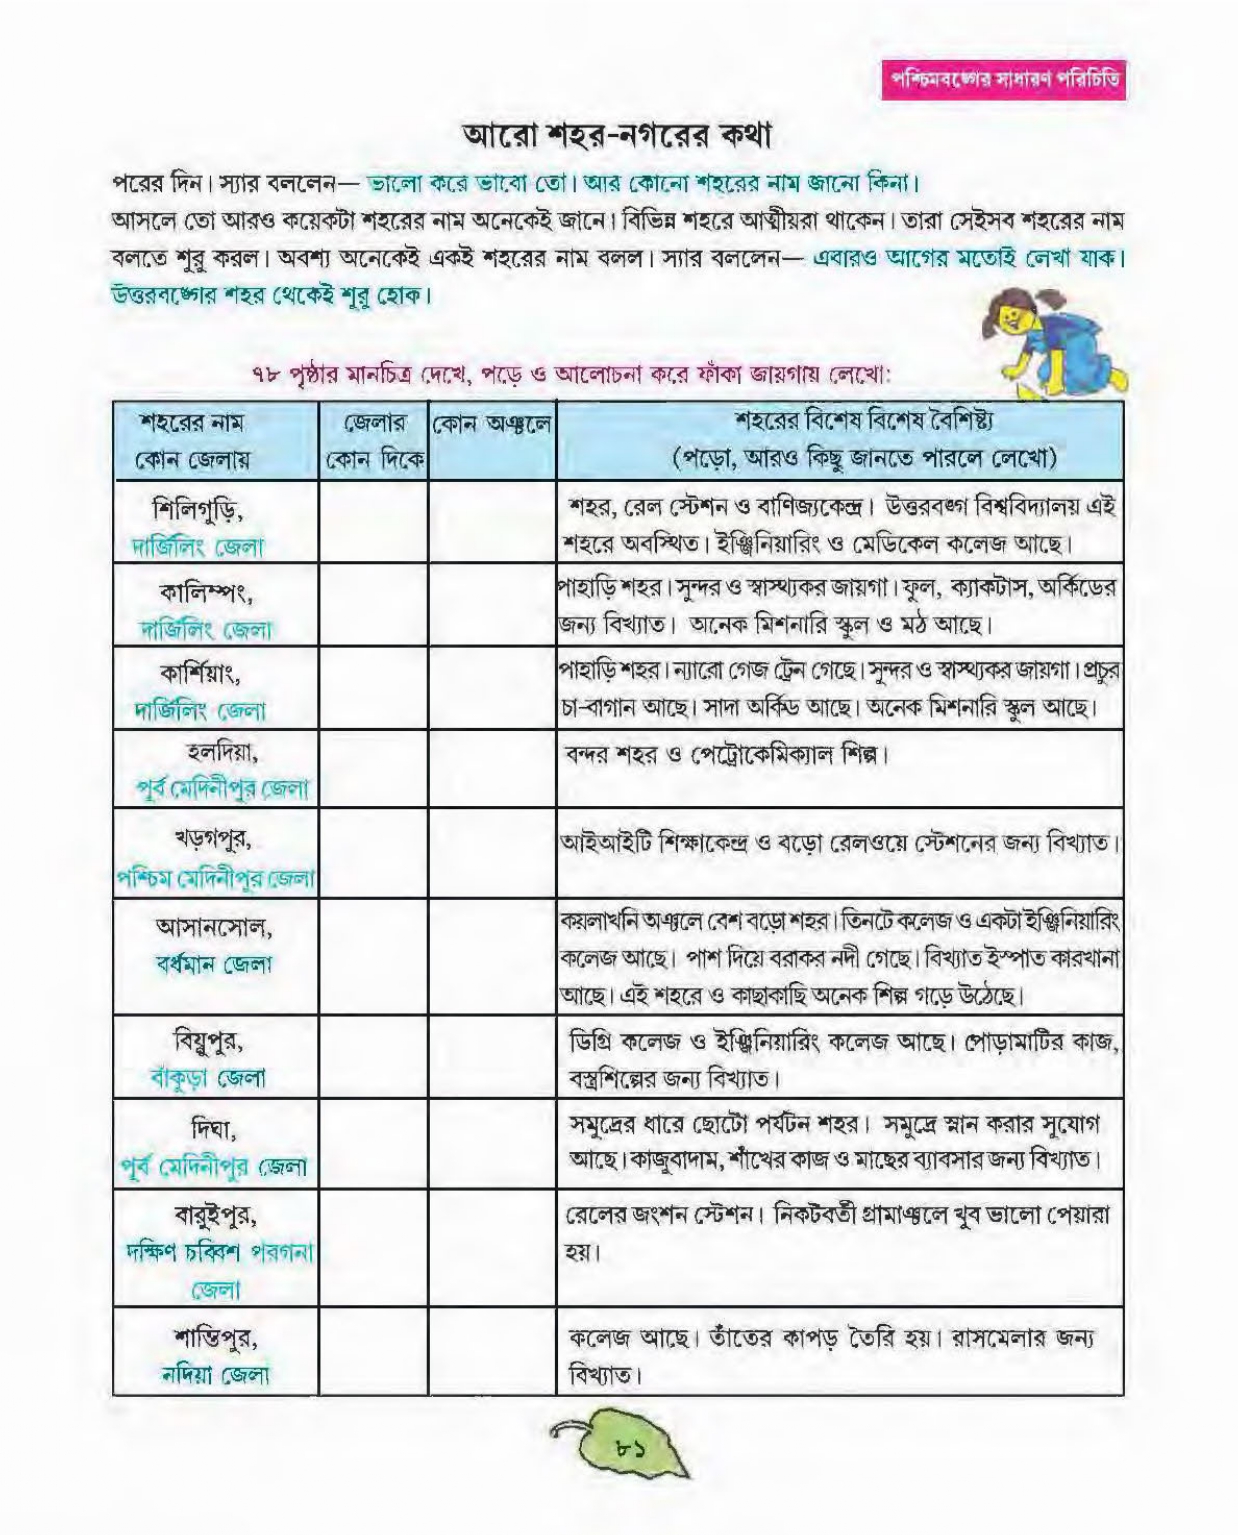 পশ্চিমবঙ্গের সাধারণ পরিচিতি
আরো শহর-নগরের কথা
পরের দিন। স্যার বললেন— ভালো করে ভাবো তো। আর কোনো শহরের নাম জানো কিনা।
আসলে তো আরও কয়েকটা শহরের নাম অনেকেই জানে। বিভিন্ন শহরে আত্মীয়রা থাকেন। তারা সেইসব শহরের নাম
বলতে শুরু করল। অবশ্য অনেকেই একই শহরের নাম বলল। স্যার বললেন— এবারও আগের মতোই লেখা যাক।
উত্তরবঙ্গের শহর থেকেই শুরু হোক।
৭৮ পৃষ্ঠার মানচিত্র দেখে, পড়ে ও আলোচনা করে ফাঁকা জায়গায় লেখো:
শহরের নাম
কোন জেলায়
জেলার
কোন দিকে
কোন অঞ্চলে
শহরের বিশেষ বিশেষ বৈশিষ্ট্য
(পড়ো, আরও কিছু জানতে পারলে লেখো)
শিলিগুড়ি,
দার্জিলিং জেলা
শহর, রেল স্টেশন ও বাণিজ্যকেন্দ্র। উত্তরবঙ্গ বিশ্ববিদ্যালয় এই
শহরে অবস্থিত। ইঞ্জিনিয়ারিং ও মেডিকেল কলেজ আছে।
কালিম্পং,
দার্জিলিং জেলা
পাহাড়ি শহর। সুন্দর ও স্বাস্থ্যকর জায়গা। ফুল, ক্যাকটাস, অর্কিডের
জন্য বিখ্যাত। অনেক মিশনারি স্কুল ও মঠ আছে।
কার্শিয়াং,
দার্জিলিং জেলা
পাহাড়ি শহর। ন্যারো গেজ ট্রেন গেছে। সুন্দর ও স্বাস্থ্যকর জায়গা। প্রচুর
চা-বাগান আছে। সাদা অর্কিড আছে। অনেক মিশনারি স্কুল আছে।
হলদিয়া,
পূর্ব মেদিনীপুর জেলা
বন্দর শহর ও পেট্রোকেমিক্যাল শিল্প।
খড়গপুর,
পশ্চিম মেদিনীপুর জেলা
আইআইটি শিক্ষাকেন্দ্র ও বড়ো রেলওয়ে স্টেশনের জন্য বিখ্যাত।
আসানসোল,
বর্ধমান জেলা
কয়লাখনি অঞ্চলে বেশ বড়ো শহর। তিনটে কলেজ ও একটা ইঞ্জিনিয়ারিং
কলেজ আছে। পাশ দিয়ে বরাকর নদী গেছে। বিখ্যাত ইস্পাত কারখানা
আছে। এই শহরে ও কাছাকাছি অনেক শিল্প গড়ে উঠেছে।
বিষ্ণুপুর,
বাঁকুড়া জেলা
ডিগ্রি কলেজ ও ইঞ্জিনিয়ারিং কলেজ আছে। পোড়ামাটির কাজ,
বস্ত্রশিল্পের জন্য বিখ্যাত।
দিঘা,
পূর্ব মেদিনীপুর জেলা
সমুদ্রের ধারে ছোটো পর্যটন শহর। সমুদ্রে স্নান করার সুযোগ
আছে। কাজুবাদাম, শাঁখের কাজ ও মাছের ব্যাবসার জন্য বিখ্যাত।
বারুইপুর,
দক্ষিণ চব্বিশ পরগনা
জেলা
রেলের জংশন স্টেশন। নিকটবর্তী গ্রামাঞ্চলে খুব ভালো পেয়ারা
হয়।
শান্তিপুর,
নদিয়া জেলা
কলেজ আছে। তাঁতের কাপড় তৈরি হয়। রাসমেলার জন্য
বিখ্যাত।
৮১